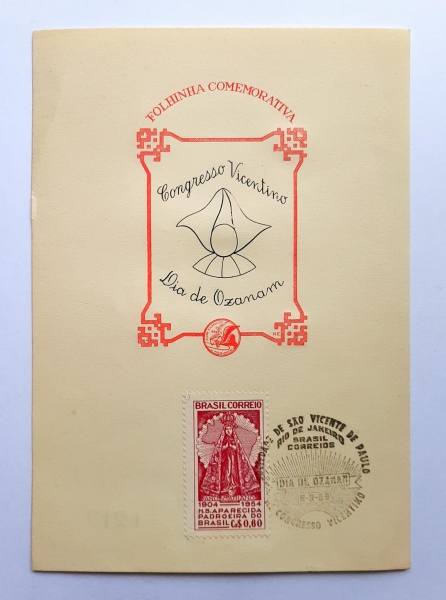 FOLHINHA COMEMORATIVA
Congresso Vicentino
Dia de Ozanam
BRASIL CORREIO
1904 1954
N.S. APARECIDA
PADROEIRA DO
BRASIL Cr$ 0,60
DE SÃO VICENTE DE PAULO
RIO DE JANEIRO
BRASIL
CORREIOS
DIA DE OZANAM
CONGRESSO VICENTINO